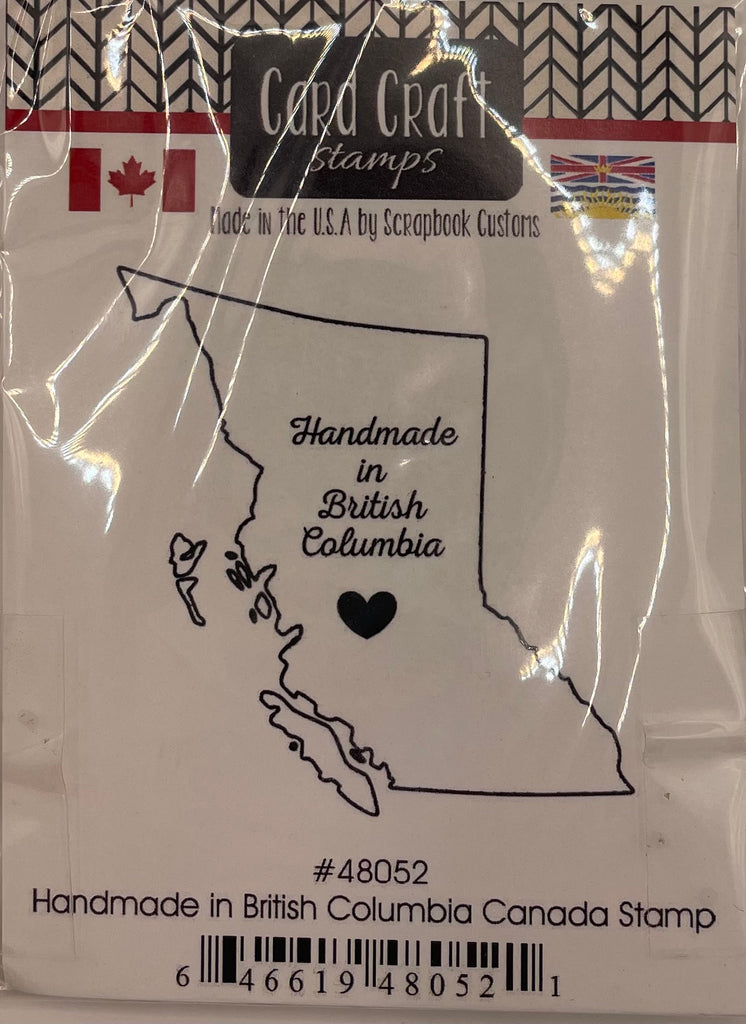 Card Craft
Stamps
Made in the U.S.A by Scrapbook Customs
Handmade
in
British
Columbia
#48052
Handmade in British Columbia Canada Stamp
6 46619 48052 1